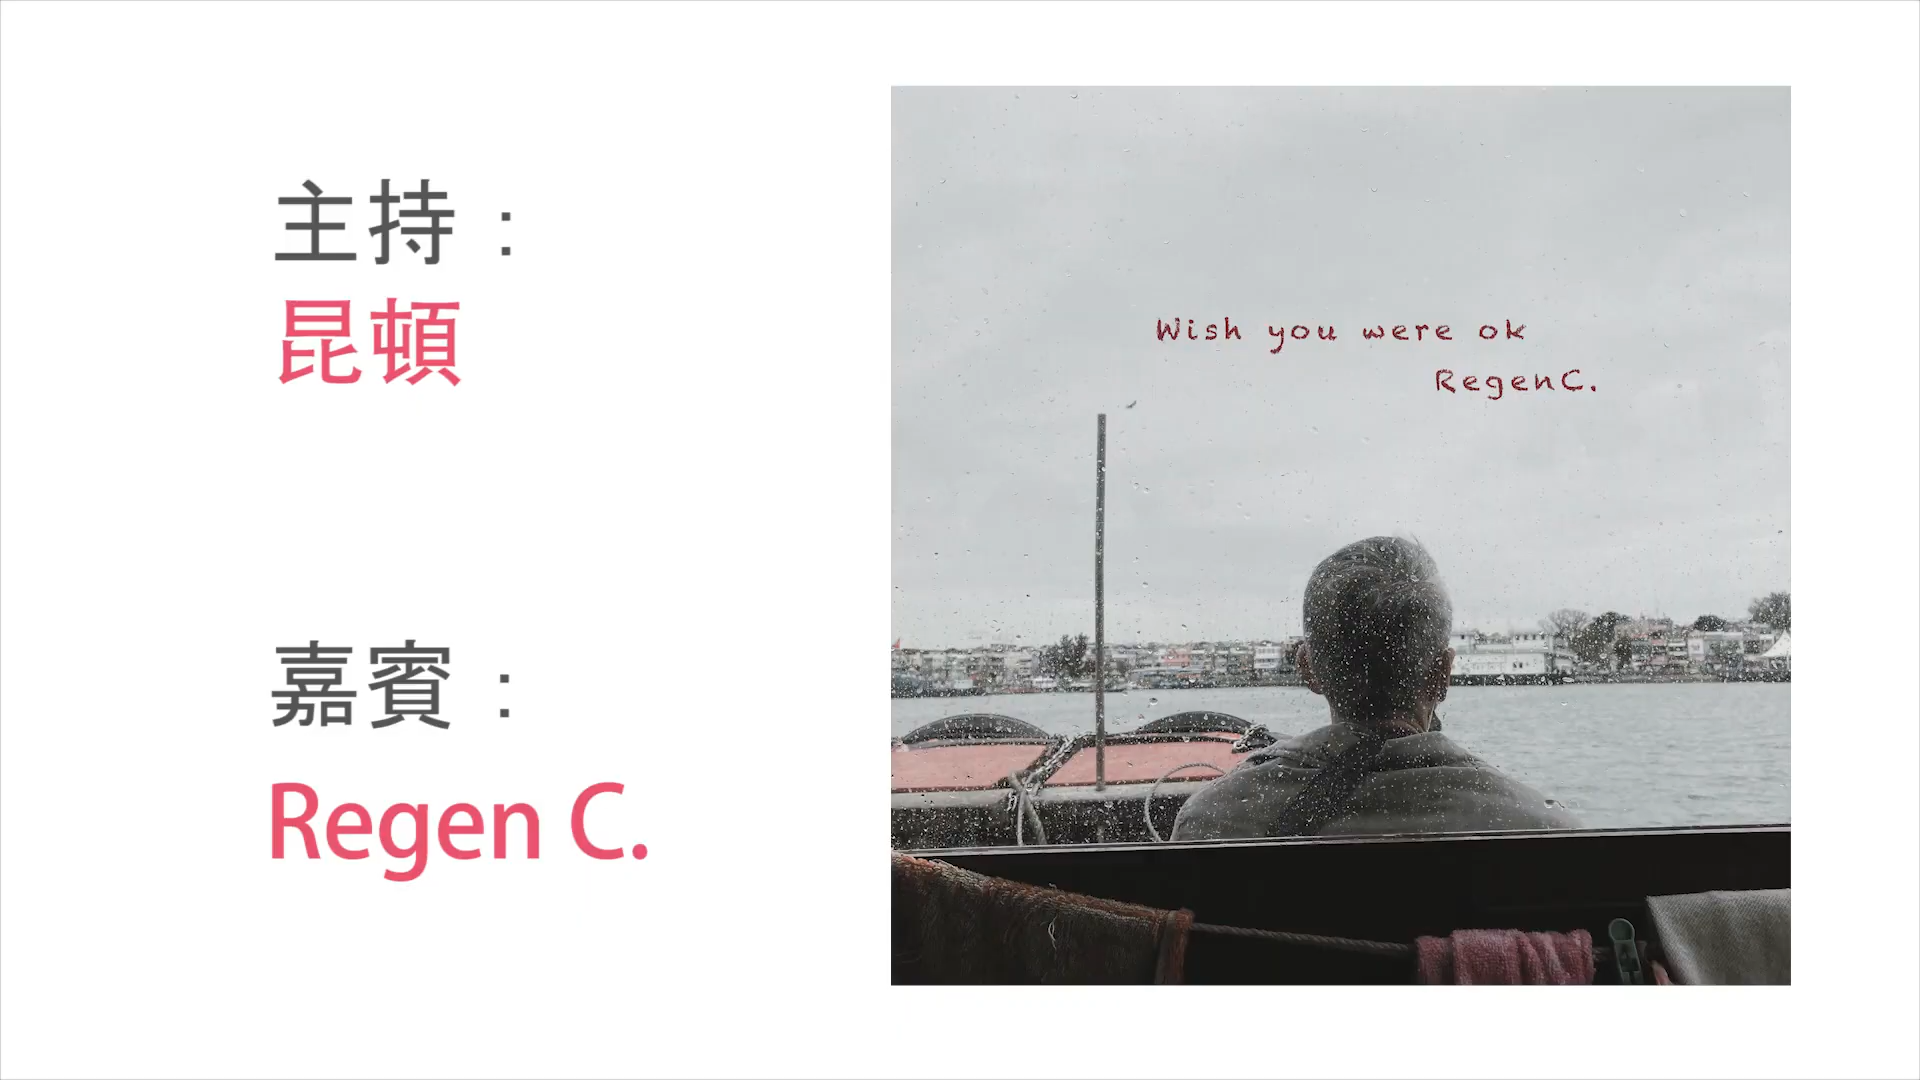 主持：
昆頓
嘉賓：
Regen C.
Wish you were ok
RegenC.